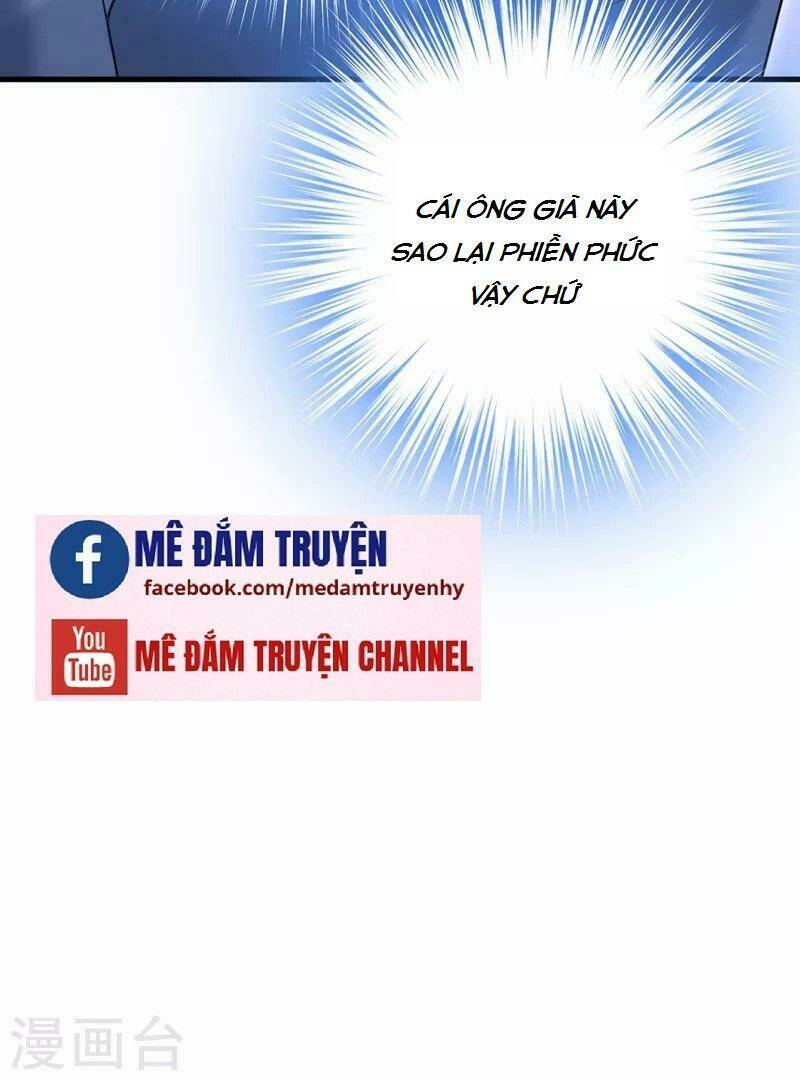 CÁI ÔNG GIÀ NÀY
SAO LẠI PHIỀN PHỨC
VẬY CHỨ
f MÊ ĐẮM TRUYỆN
facebook.com/medamtruyenhy
You
Tube
MÊ ĐẮM TRUYỆN CHANNEL
漫画台